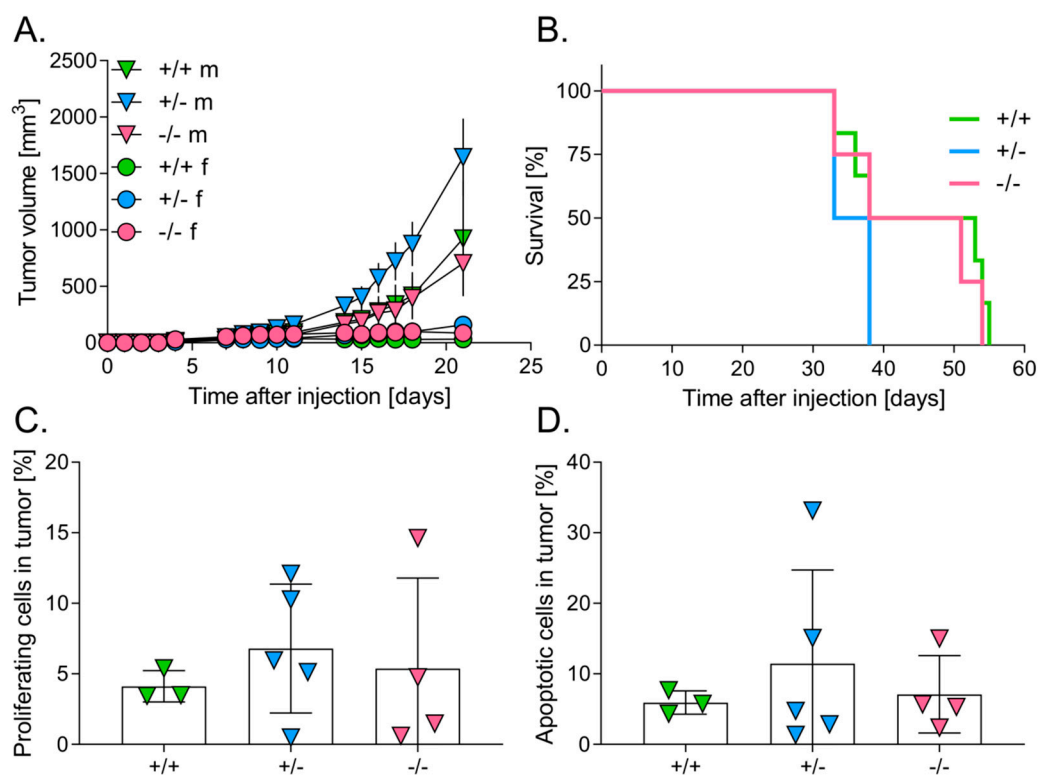 A.
Tumor volume [mm³]
2500
2000
1500
1000
500
0
+/+ m
+/- m
-/- m
+/+ f
+/- f
-/- f
0 5 10 15 20 25
Time after injection [days]
B.
Survival [%]
100
75
50
25
0
+/+
+/-
-/-
0 10 20 30 40 50 60
Time after injection [days]
C.
Proliferating cells in tumor [%]
20
15
10
5
0
+/+ +/- -/-
D.
Apoptotic cells in tumor [%]
40
30
20
10
0
+/+ +/- -/-